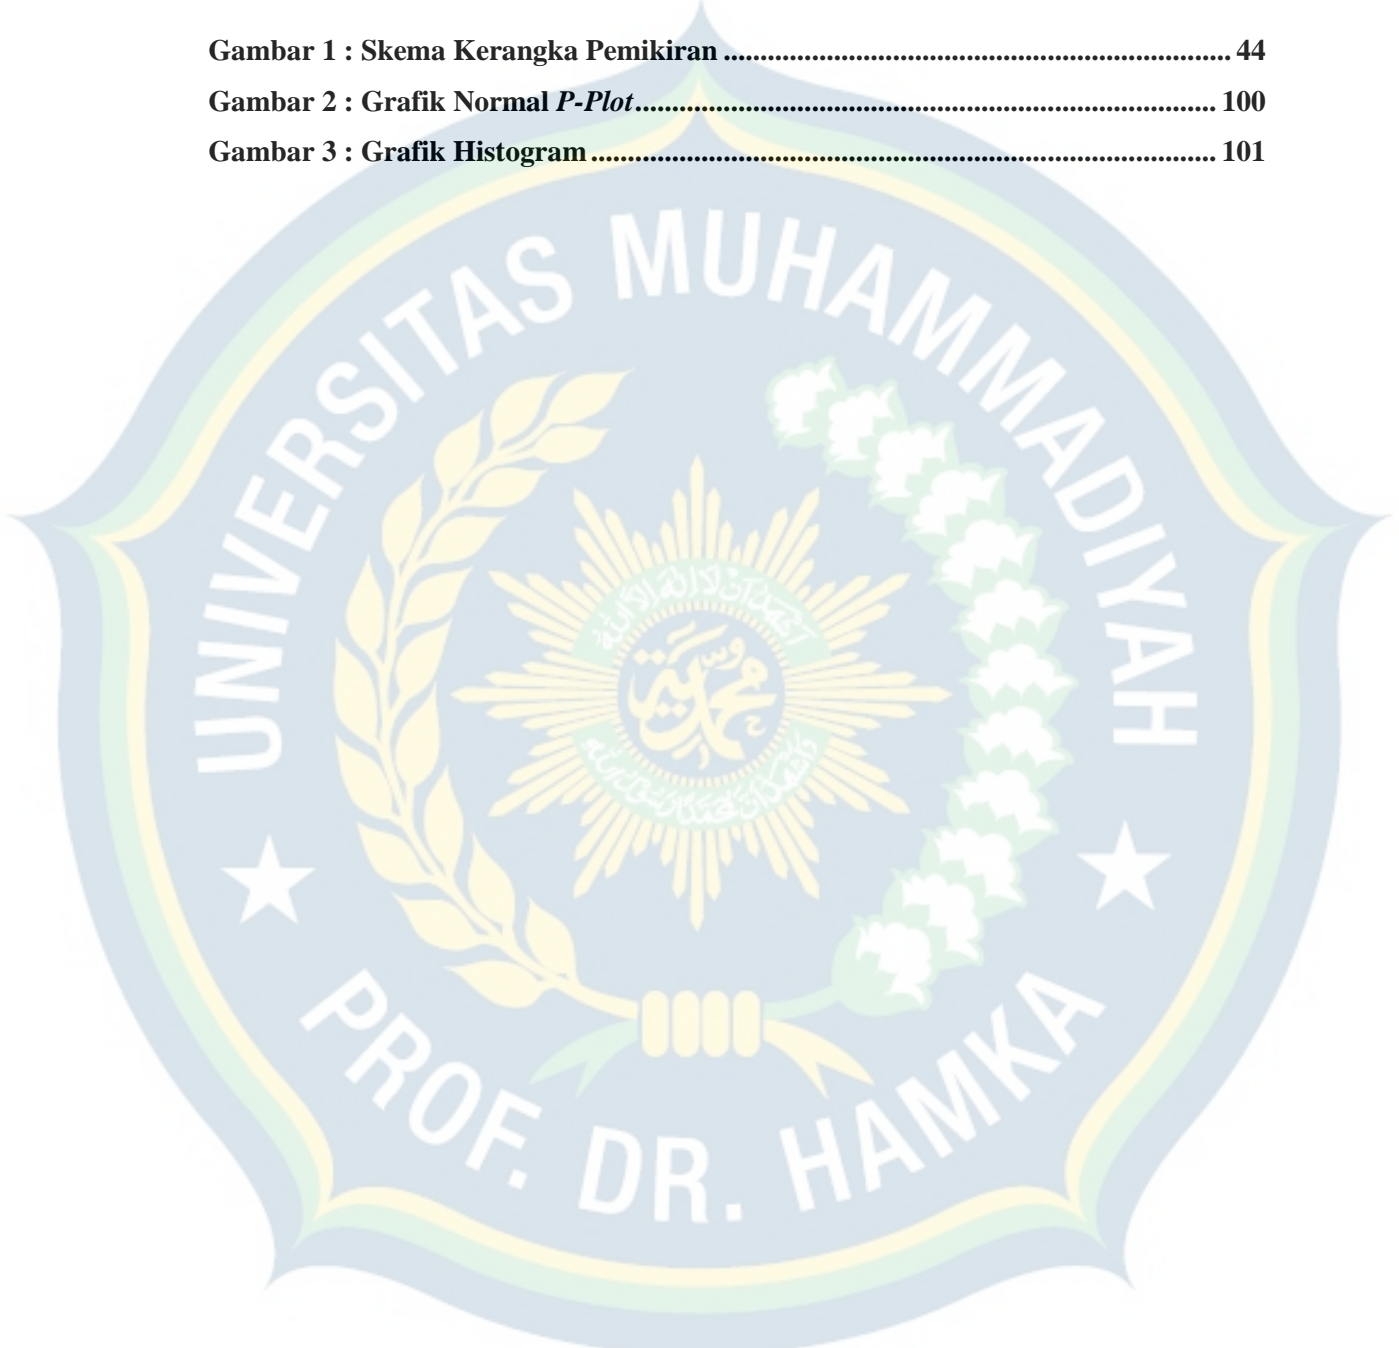 Gambar 1 : Skema Kerangka Pemikiran ........................................................................................ 44
Gambar 2 : Grafik Normal P-Plot.................................................................................................. 100
Gambar 3 : Grafik Histogram ........................................................................................................ 101
UNIVERSITAS MUHAMMADIYAH
محمدية
PROF. DR. HAMKA